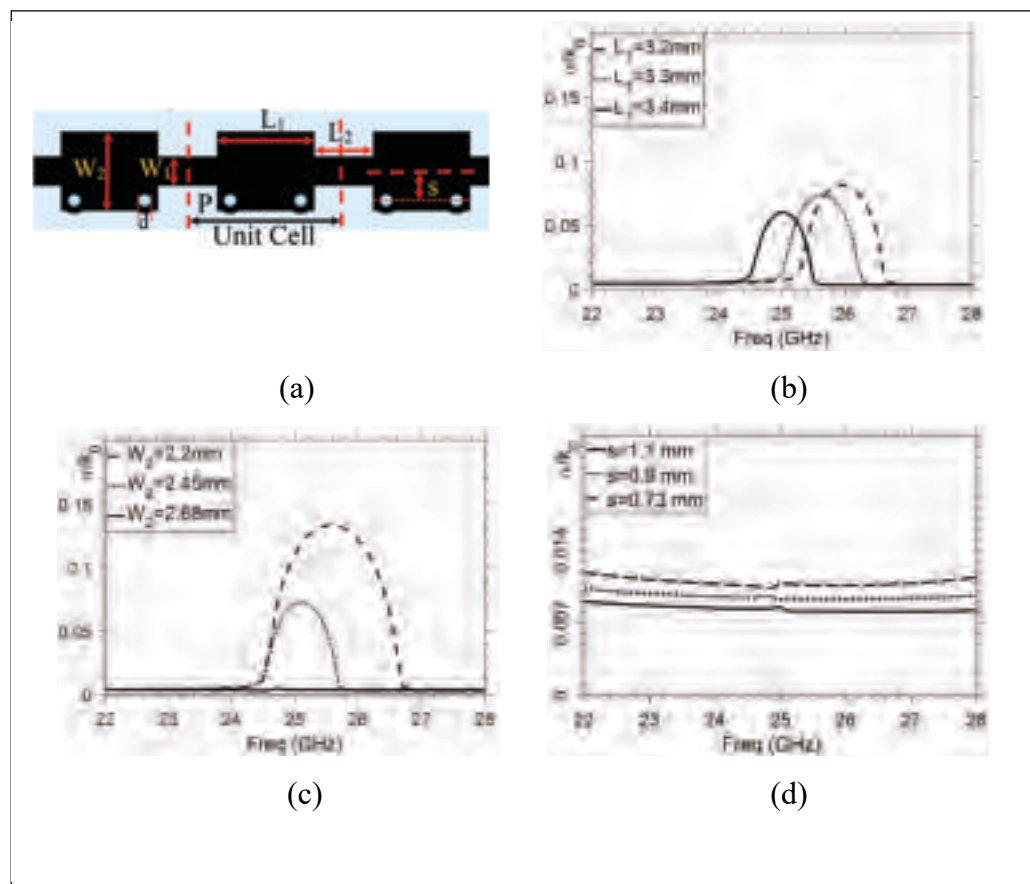 L₁
L₂
W₂
W₁
s
P
d
Unit Cell
(a)
α/k₀
L₁=3.2mm
L₁=3.3mm
L₁=3.4mm
0.15
0.1
0.05
0
22 23 24 25 26 27 28
Freq (GHz)
(b)
α/k₀
W₂=2.2mm
W₂=2.45mm
W₂=2.68mm
0.15
0.1
0.05
0
22 23 24 25 26 27 28
Freq (GHz)
(c)
α/k₀
s=1.1 mm
s=0.9 mm
s=0.73 mm
0.014
0.007
0
22 23 24 25 26 27 28
Freq (GHz)
(d)